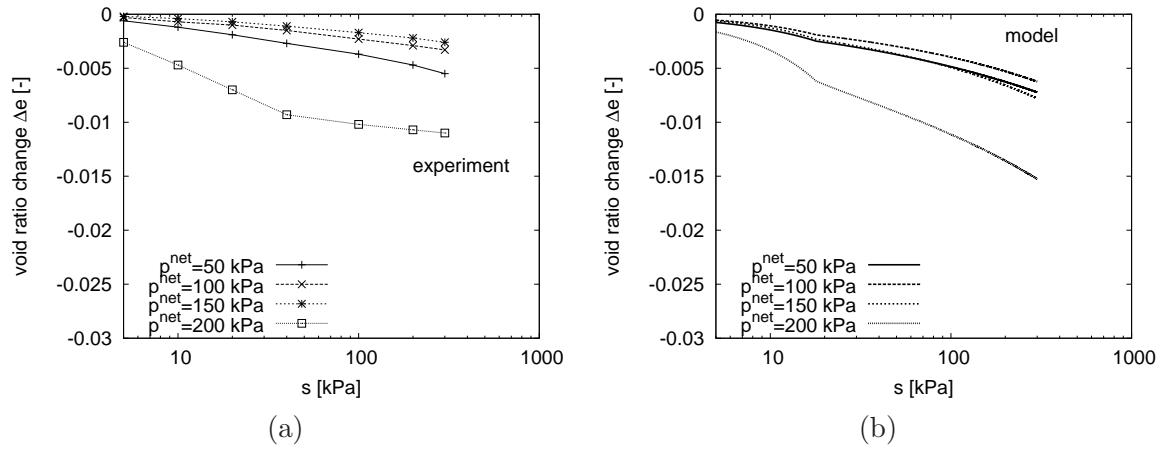 0
-0.005
-0.01
-0.015
-0.02
-0.025
-0.03
10
100
1000
void ratio change Δe [-]
s [kPa]
experiment
p^net=50 kPa
p^net=100 kPa
p^net=150 kPa
p^net=200 kPa
(a)
0
-0.005
-0.01
-0.015
-0.02
-0.025
-0.03
10
100
1000
void ratio change Δe [-]
s [kPa]
model
p^net=50 kPa
p^net=100 kPa
p^net=150 kPa
p^net=200 kPa
(b)